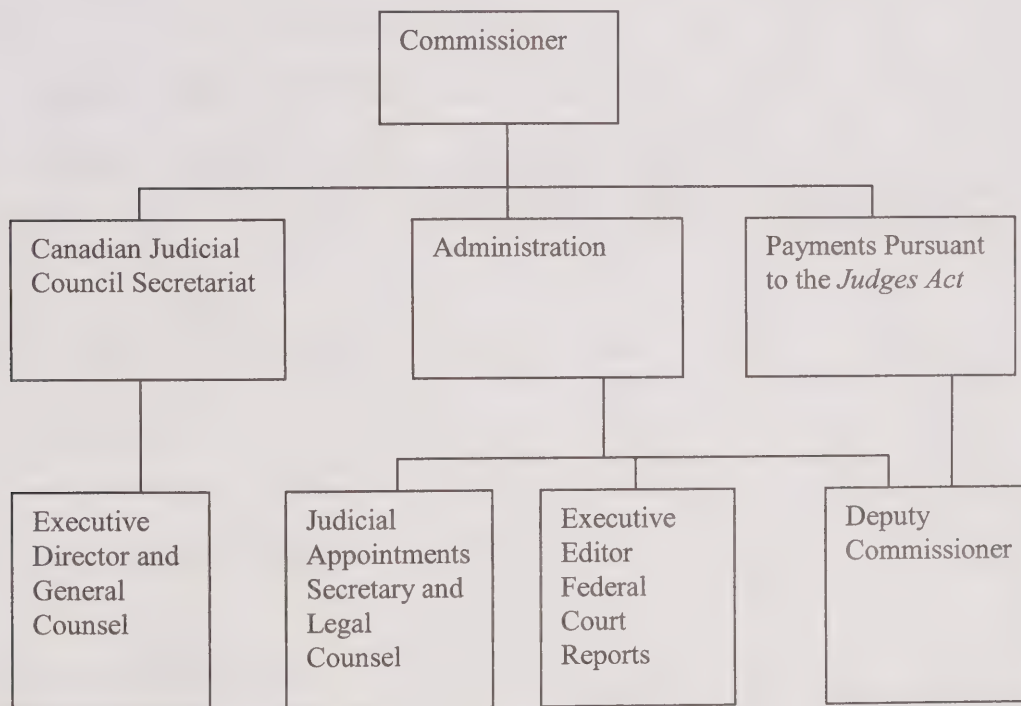 Commissioner
Canadian Judicial
Council Secretariat
Administration
Payments Pursuant
to the Judges Act
Executive
Director and
General
Counsel
Judicial
Appointments
Secretary and
Legal
Counsel
Executive
Editor
Federal
Court
Reports
Deputy
Commissioner